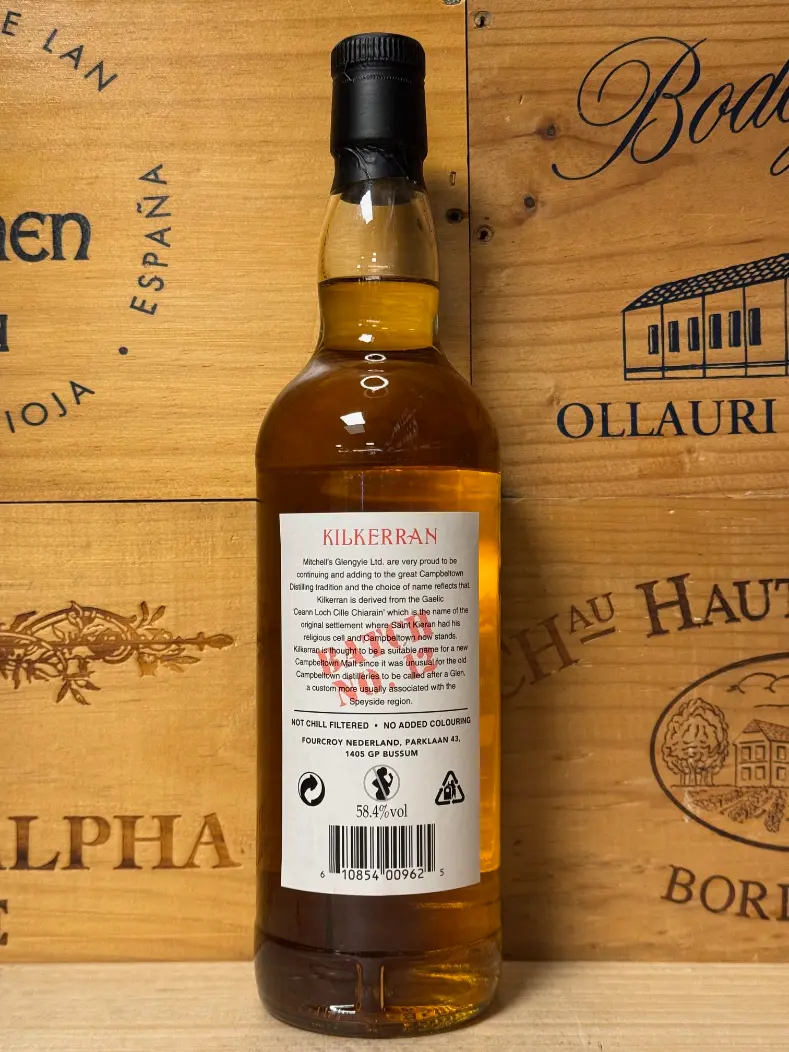 E LAN
ESPAÑA
IOJA
Bod
OLLAURI
KILKERRAN
Mitchell's Glengyle Ltd. are very proud to be
continuing and adding to the great Campbeltown
Distilling tradition and the choice of name reflects that.
Kilkerran is derived from the Gaelic
'Ceann Loch Cille Chiarain' which is the name of the
original settlement where Saint Kieran had his
religious cell and Campbeltown now stands.
Kilkerran is thought to be a suitable name for a new
Campbeltown Malt since it was unusual for the old
Campbeltown distilleries to be called after a Glen,
a custom more usually associated with the
Speyside region.
BATCH
NO. 12
NOT CHILL FILTERED • NO ADDED COLOURING
FOURCROY NEDERLAND, PARKLAAN 43,
1405 GP BUSSUM
58.4%vol
6 10854 00962 5
CHAU HAUT
ALPHA
BORD